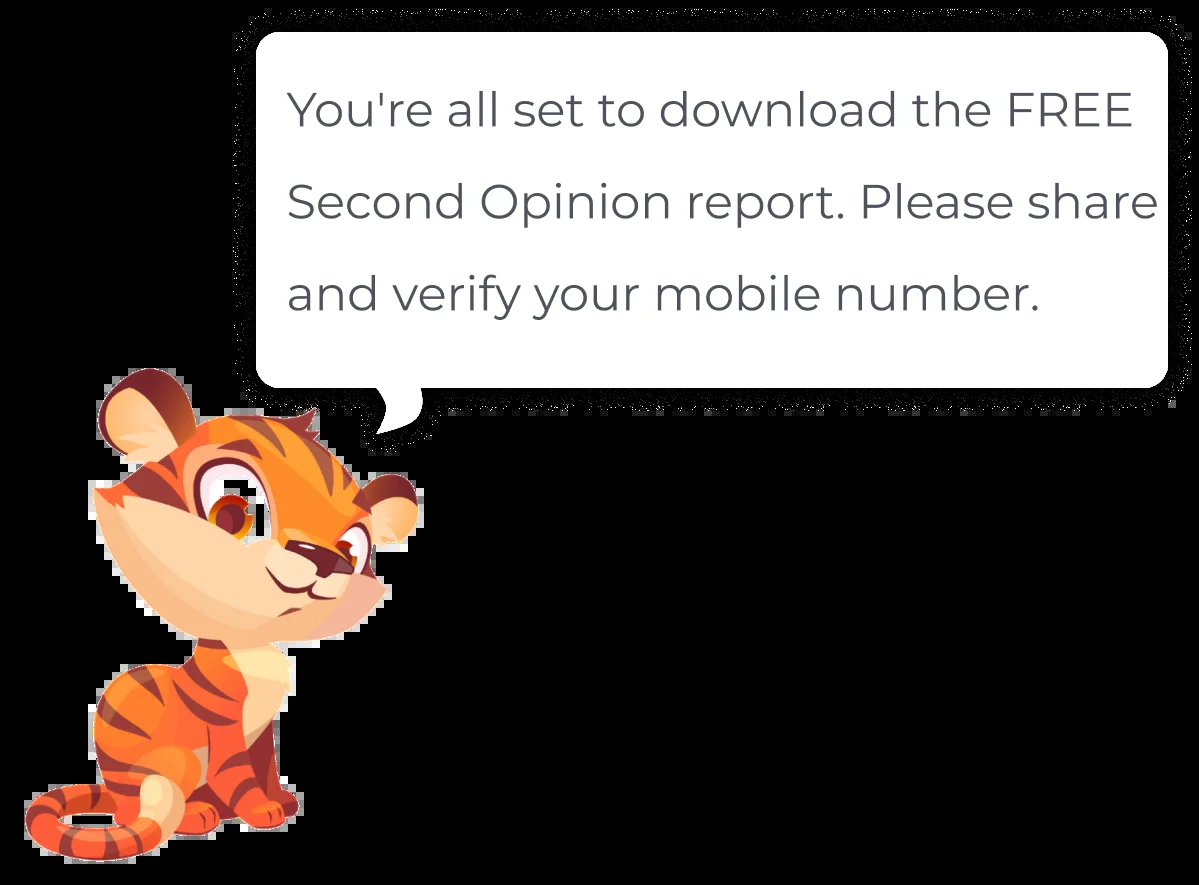 You're all set to download the FREE
Second Opinion report. Please share
and verify your mobile number.